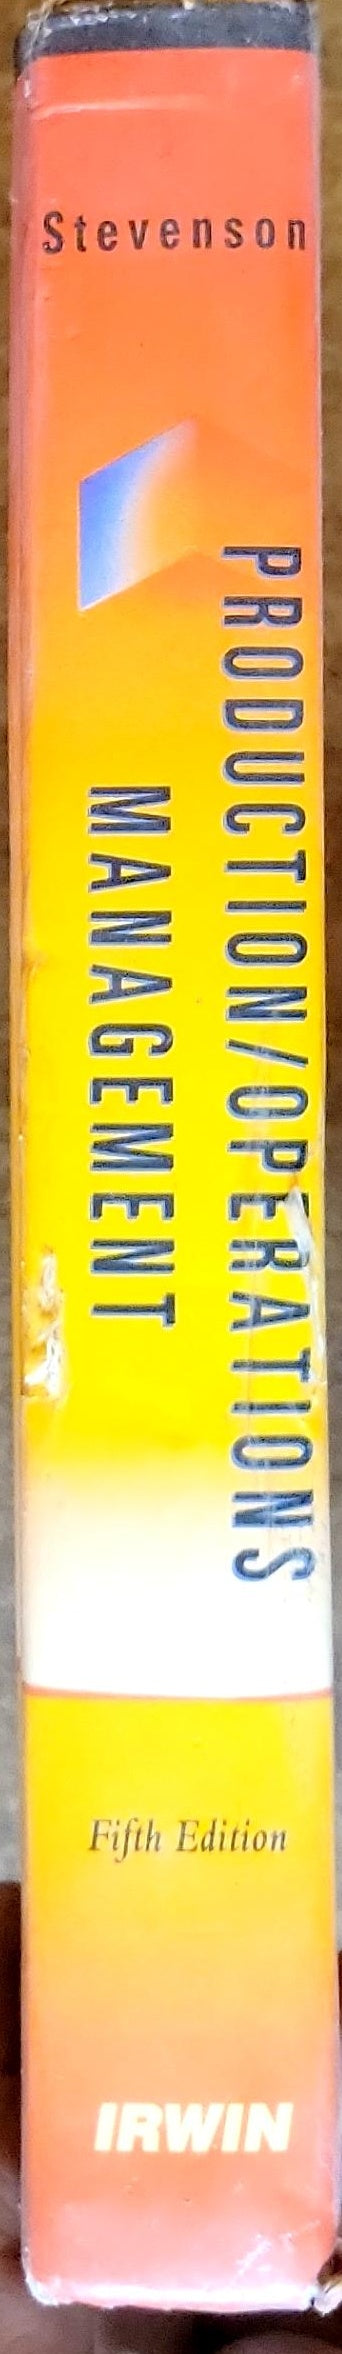 Stevenson
PRODUCTION/OPERATIONS
MANAGEMENT
Fifth Edition
IRWIN